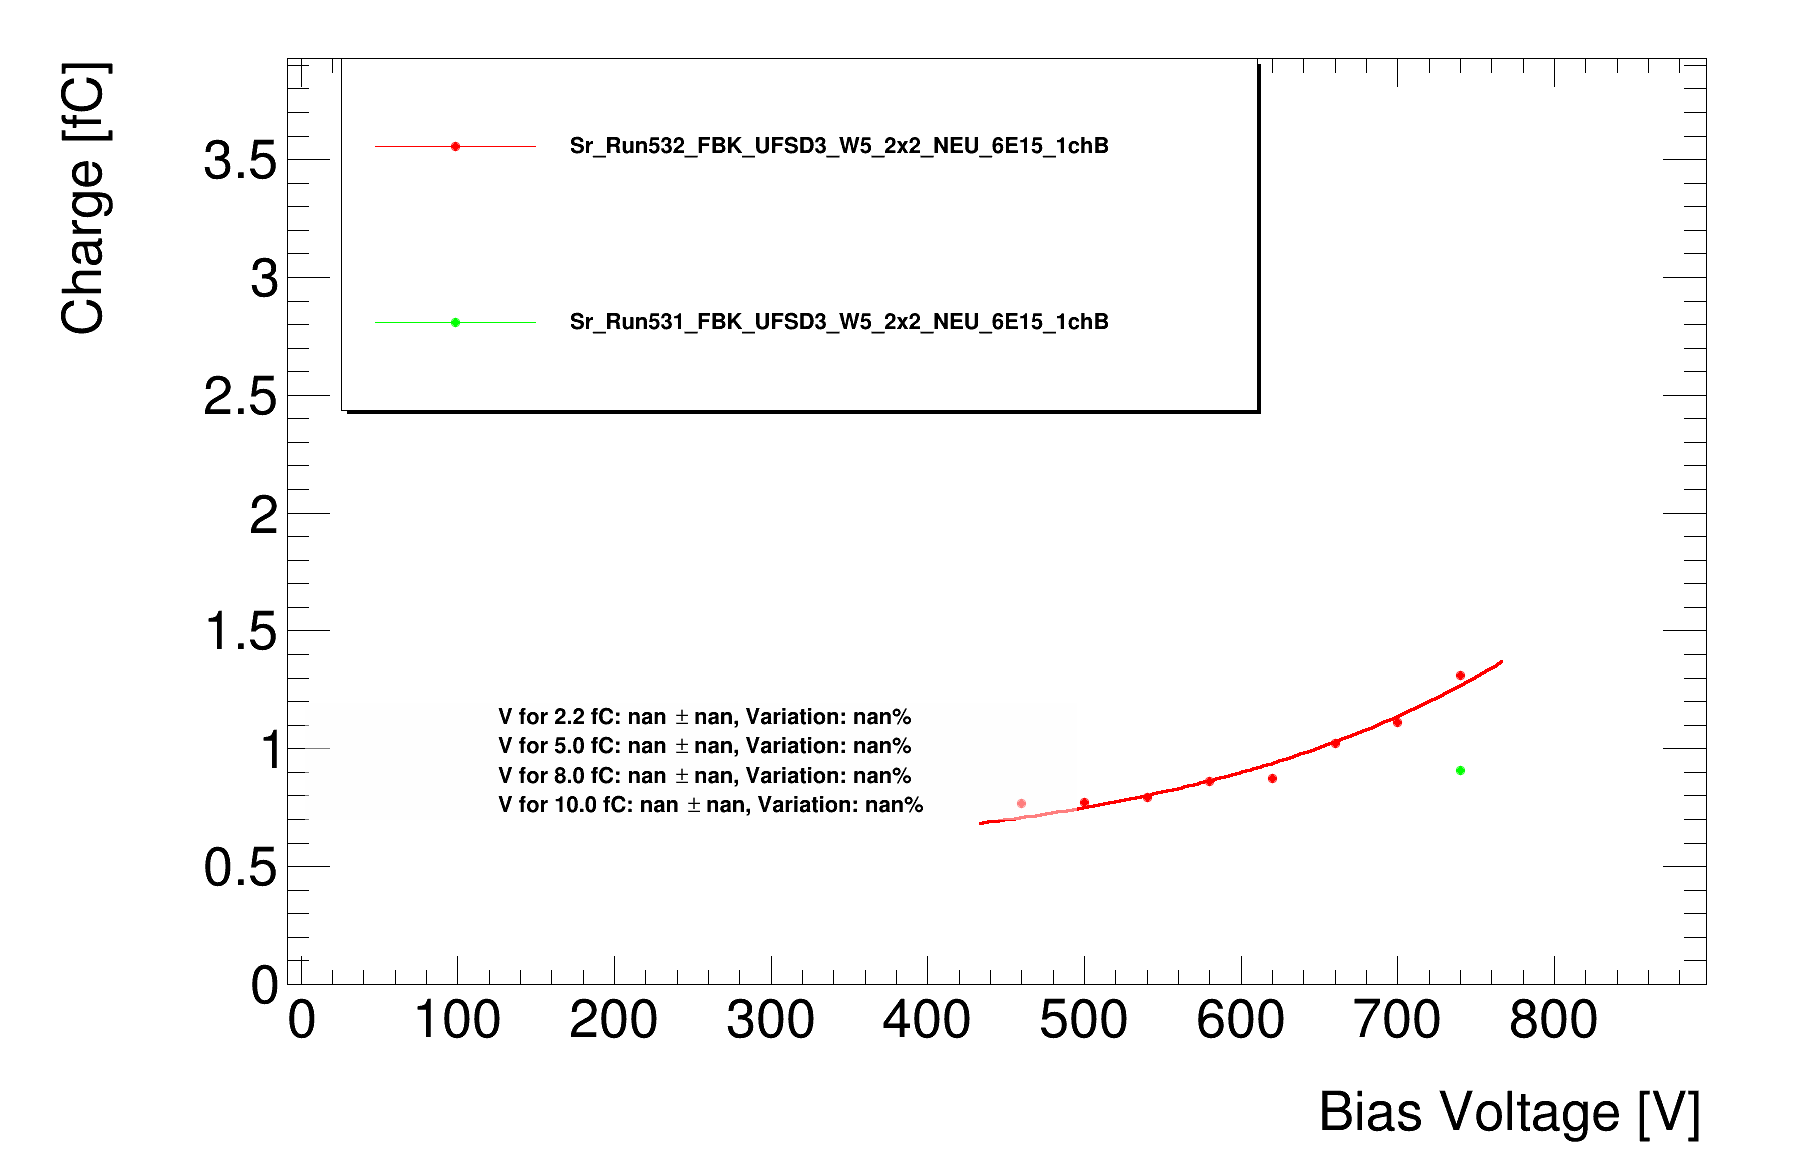 Charge [fC]
3.5
3
2.5
2
1.5
1
0.5
0
Sr_Run532_FBK_UFSD3_W5_2x2_NEU_6E15_1chB
Sr_Run531_FBK_UFSD3_W5_2x2_NEU_6E15_1chB
V for 2.2 fC: nan ± nan, Variation: nan%
V for 5.0 fC: nan ± nan, Variation: nan%
V for 8.0 fC: nan ± nan, Variation: nan%
V for 10.0 fC: nan ± nan, Variation: nan%
0 100 200 300 400 500 600 700 800
Bias Voltage [V]